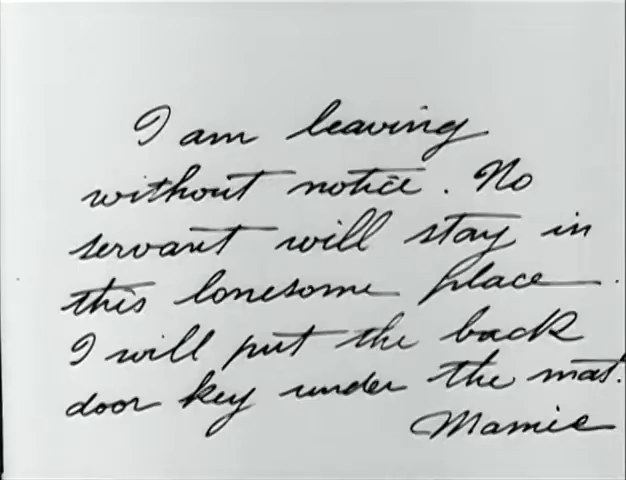 I am leaving
without notice. No
servant will stay in
this lonesome place.
I will put the back
door key under the mat.
Mamie